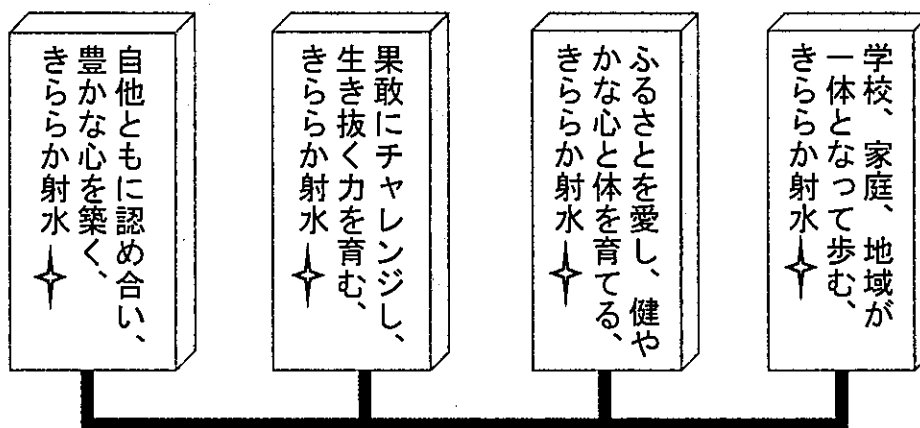 学校、家庭、地域が
一体となって歩む、
きららか射水
ふるさとを愛し、健や
かな心と体を育てる、
きららか射水
果敢にチャレンジし、
生き抜く力を育む、
きららか射水
自他ともに認め合い、
豊かな心を築く、
きららか射水